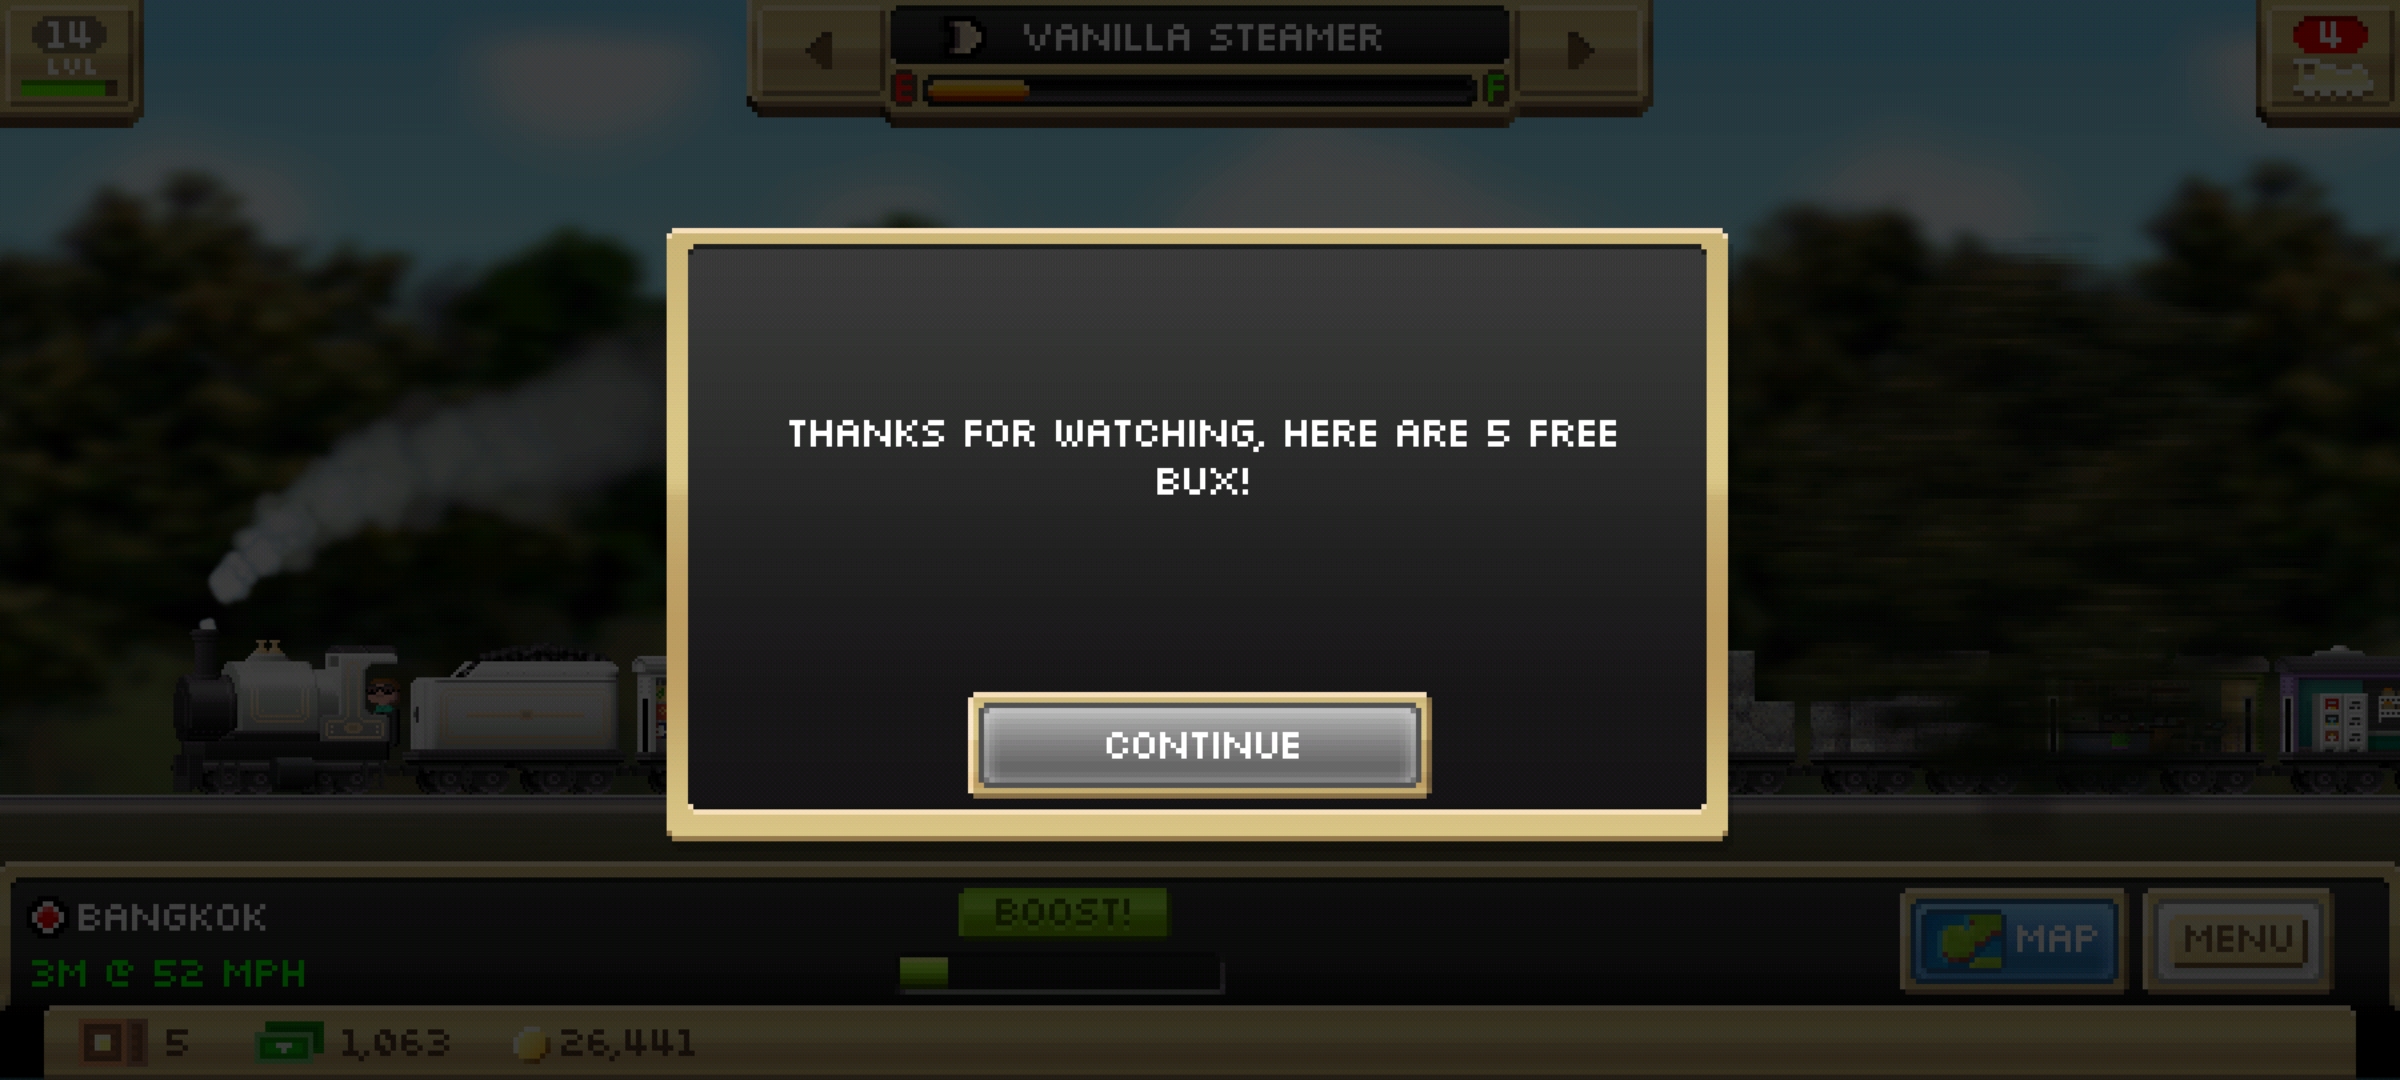 14
LVL
VANILLA STEAMER
E
F
4
THANKS FOR WATCHING, HERE ARE 5 FREE
BUX!
CONTINUE
BANGKOK
3M @ 52 MPH
BOOST!
MAP
MENU
5
1,063
26,441